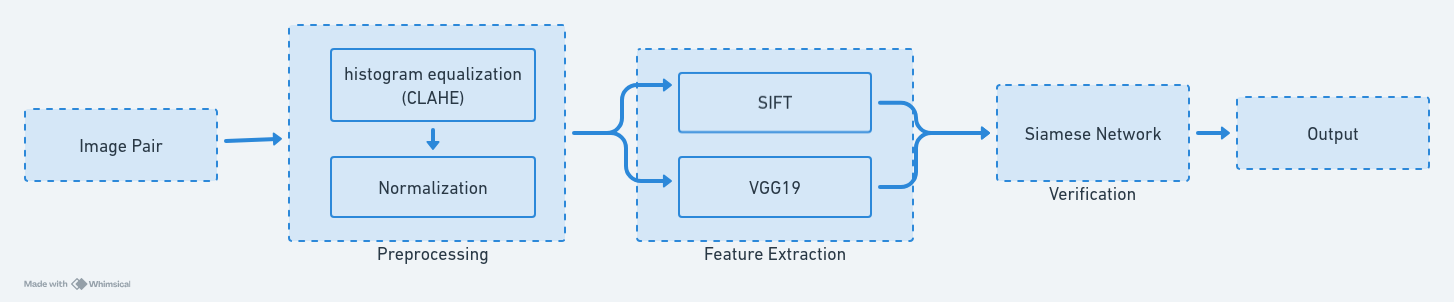 Image Pair
histogram equalization
(CLAHE)
Normalization
Preprocessing
SIFT
VGG19
Feature Extraction
Siamese Network
Verification
Output
Made with Whimsical